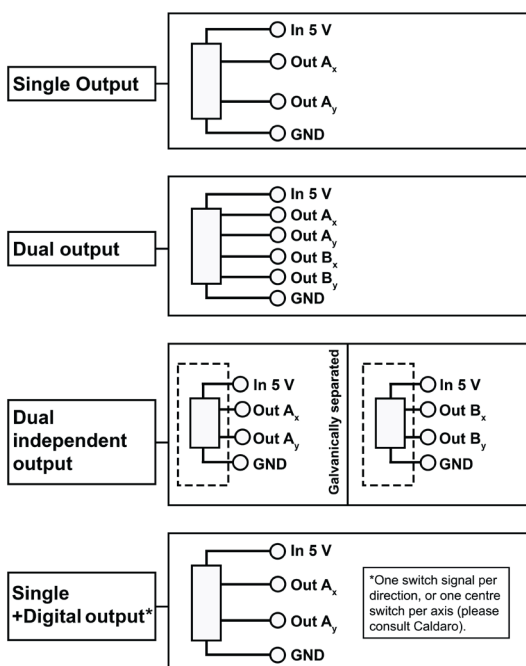 Single Output
In 5 V
Out Ax
Out Ay
GND
Dual output
In 5 V
Out Ax
Out Ay
Out Bx
Out By
GND
Dual
independent
output
In 5 V
Out Ax
Out Ay
GND
Galvanically separated
In 5 V
Out Bx
Out By
GND
Single
+Digital output*
In 5 V
Out Ax
Out Ay
GND
*One switch signal per
direction, or one centre
switch per axis (please
consult Caldaro).